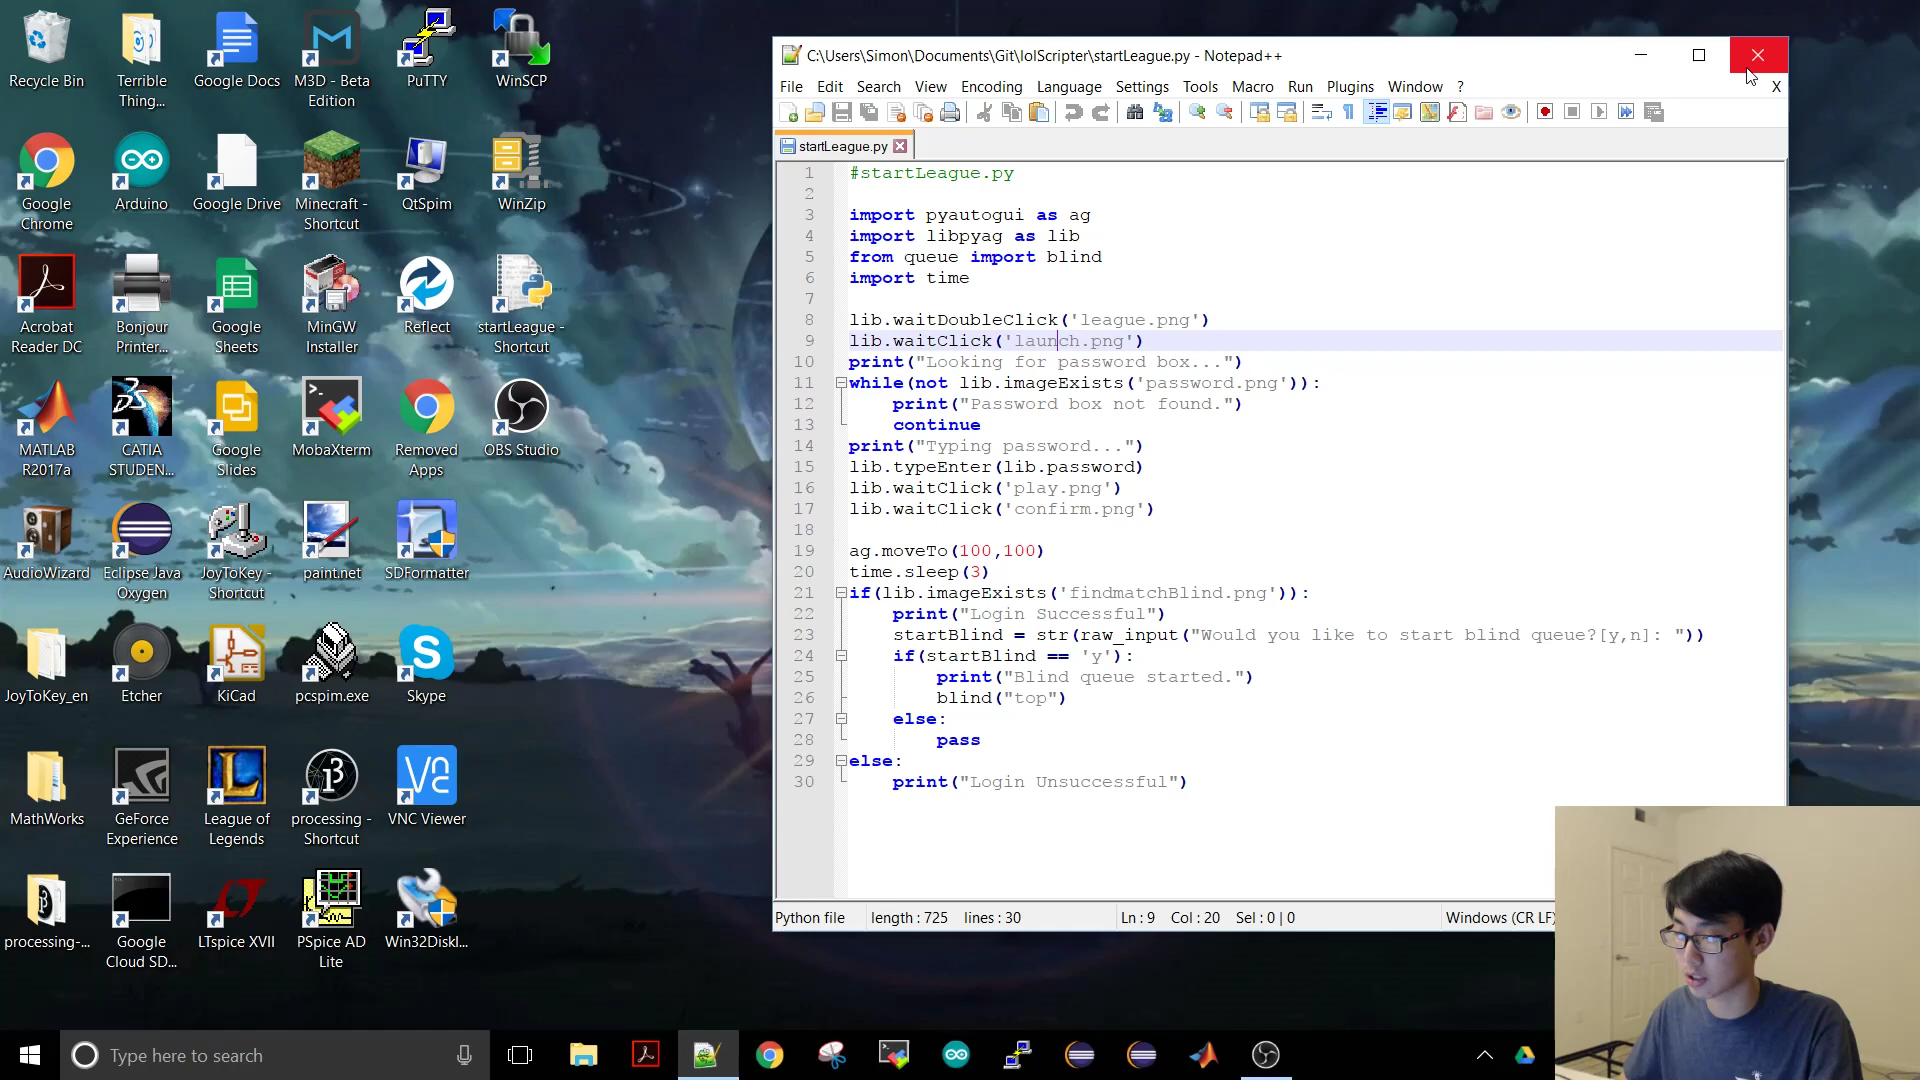 Recycle Bin
Terrible
Thing...
Google Docs
M3D - Beta
Edition
PuTTY
WinSCP
Google
Chrome
Arduino
Google Drive
Minecraft -
Shortcut
QtSpim
WinZip
Acrobat
Reader DC
Bonjour
Printer...
Google
Sheets
MinGW
Installer
Reflect
startLeague -
Shortcut
MATLAB
R2017a
CATIA
STUDEN...
Google
Slides
MobaXterm
Removed
Apps
OBS Studio
AudioWizard
Eclipse Java
Oxygen
JoyToKey -
Shortcut
paint.net
SDFormatter
JoyToKey_en
Etcher
KiCad
pcspim.exe
Skype
MathWorks
GeForce
Experience
League of
Legends
processing -
Shortcut
VNC Viewer
processing-...
Google
Cloud SD...
LTspice XVII
PSpice AD
Lite
Win32DiskI...
C:\Users\Simon\Documents\Git\lolScripter\startLeague.py - Notepad++
File Edit Search View Encoding Language Settings Tools Macro Run Plugins Window ? X
startLeague.py
1 #startLeague.py
2
3 import pyautogui as ag
4 import libpyag as lib
5 from queue import blind
6 import time
7
8 lib.waitDoubleClick('league.png')
9 lib.waitClick('launch.png')
10 print("Looking for password box...")
11 while(not lib.imageExists('password.png')):
12 print("Password box not found.")
13 continue
14 print("Typing password...")
15 lib.typeEnter(lib.password)
16 lib.waitClick('play.png')
17 lib.waitClick('confirm.png')
18
19 ag.moveTo(100,100)
20 time.sleep(3)
21 if(lib.imageExists('findmatchBlind.png')):
22 print("Login Successful")
23 startBlind = str(raw_input("Would you like to start blind queue?[y,n]: "))
24 if(startBlind == 'y'):
25 print("Blind queue started.")
26 blind("top")
27 else:
28 pass
29 else:
30 print("Login Unsuccessful")
Python file length : 725 lines : 30 Ln : 9 Col : 20 Sel : 0 | 0 Windows (CR LF)
Type here to search